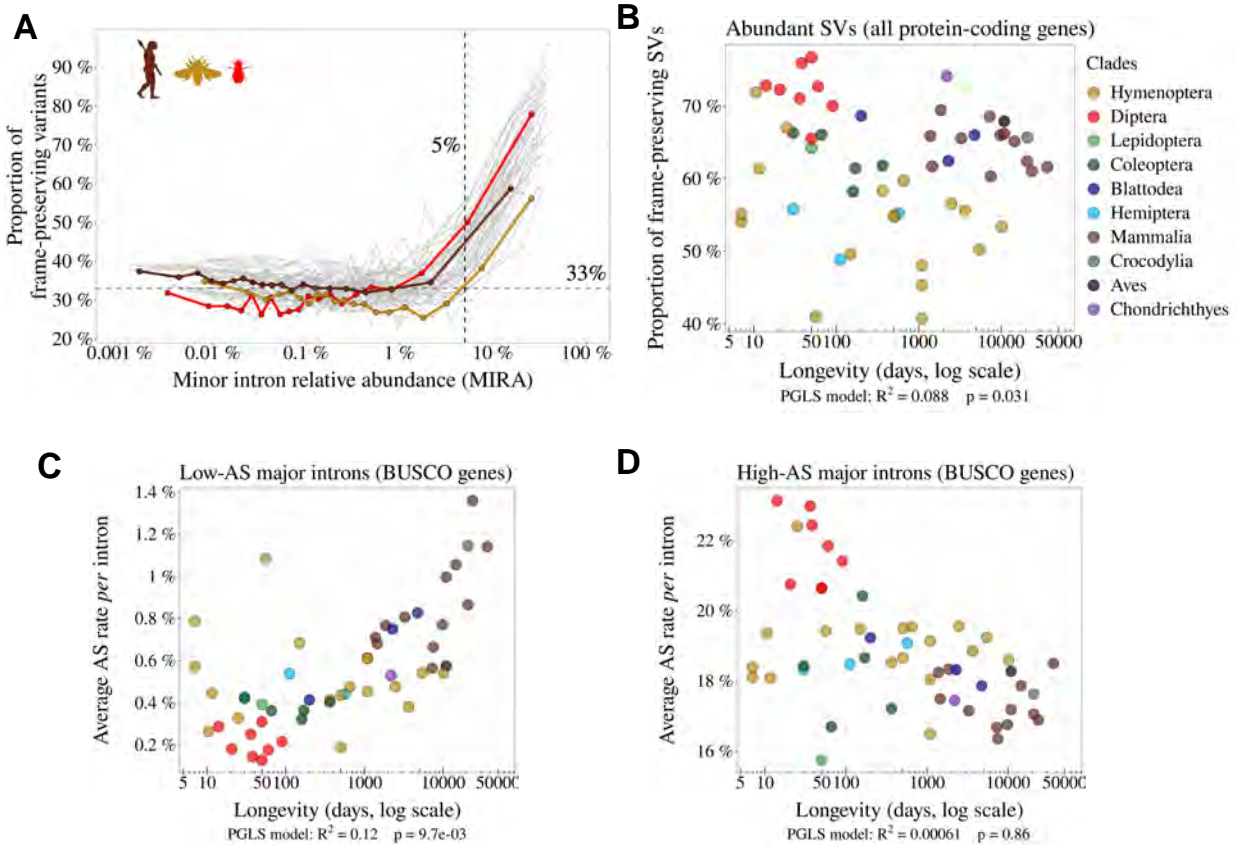 A
Proportion of
frame-preserving variants
90 %
80 %
70 %
60 %
50 %
40 %
30 %
20 %
5%
33%
0.001 %
0.01 %
0.1 %
1 %
10 %
100 %
Minor intron relative abundance (MIRA)
B
Abundant SVs (all protein-coding genes)
Proportion of frame-preserving SVs
70 %
60 %
50 %
40 %
5
10
50
100
1000
10000
50000
Longevity (days, log scale)
PGLS model: R² = 0.088 p = 0.031
Clades
Hymenoptera
Diptera
Lepidoptera
Coleoptera
Blattodea
Hemiptera
Mammalia
Crocodylia
Aves
Chondrichthyes
C
Low-AS major introns (BUSCO genes)
Average AS rate per intron
1.4 %
1.2 %
1 %
0.8 %
0.6 %
0.4 %
0.2 %
5
10
50
100
1000
10000
50000
Longevity (days, log scale)
PGLS model: R² = 0.12 p = 9.7e-03
D
High-AS major introns (BUSCO genes)
Average AS rate per intron
22 %
20 %
18 %
16 %
5
10
50
100
1000
10000
50000
Longevity (days, log scale)
PGLS model: R² = 0.00061 p = 0.86